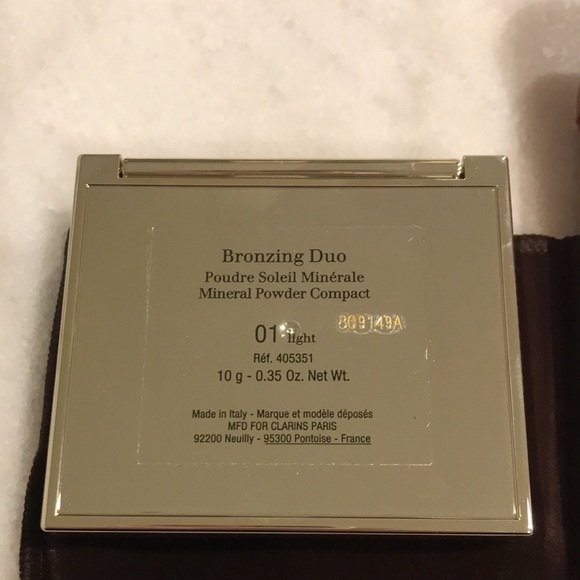 Bronzing Duo
Poudre Soleil Minérale
Mineral Powder Compact
01 light
809149A
Réf. 405351
10 g - 0.35 Oz. Net Wt.
Made in Italy - Marque et modèle déposés
MFD FOR CLARINS PARIS
92200 Neuilly - 95300 Pontoise - France